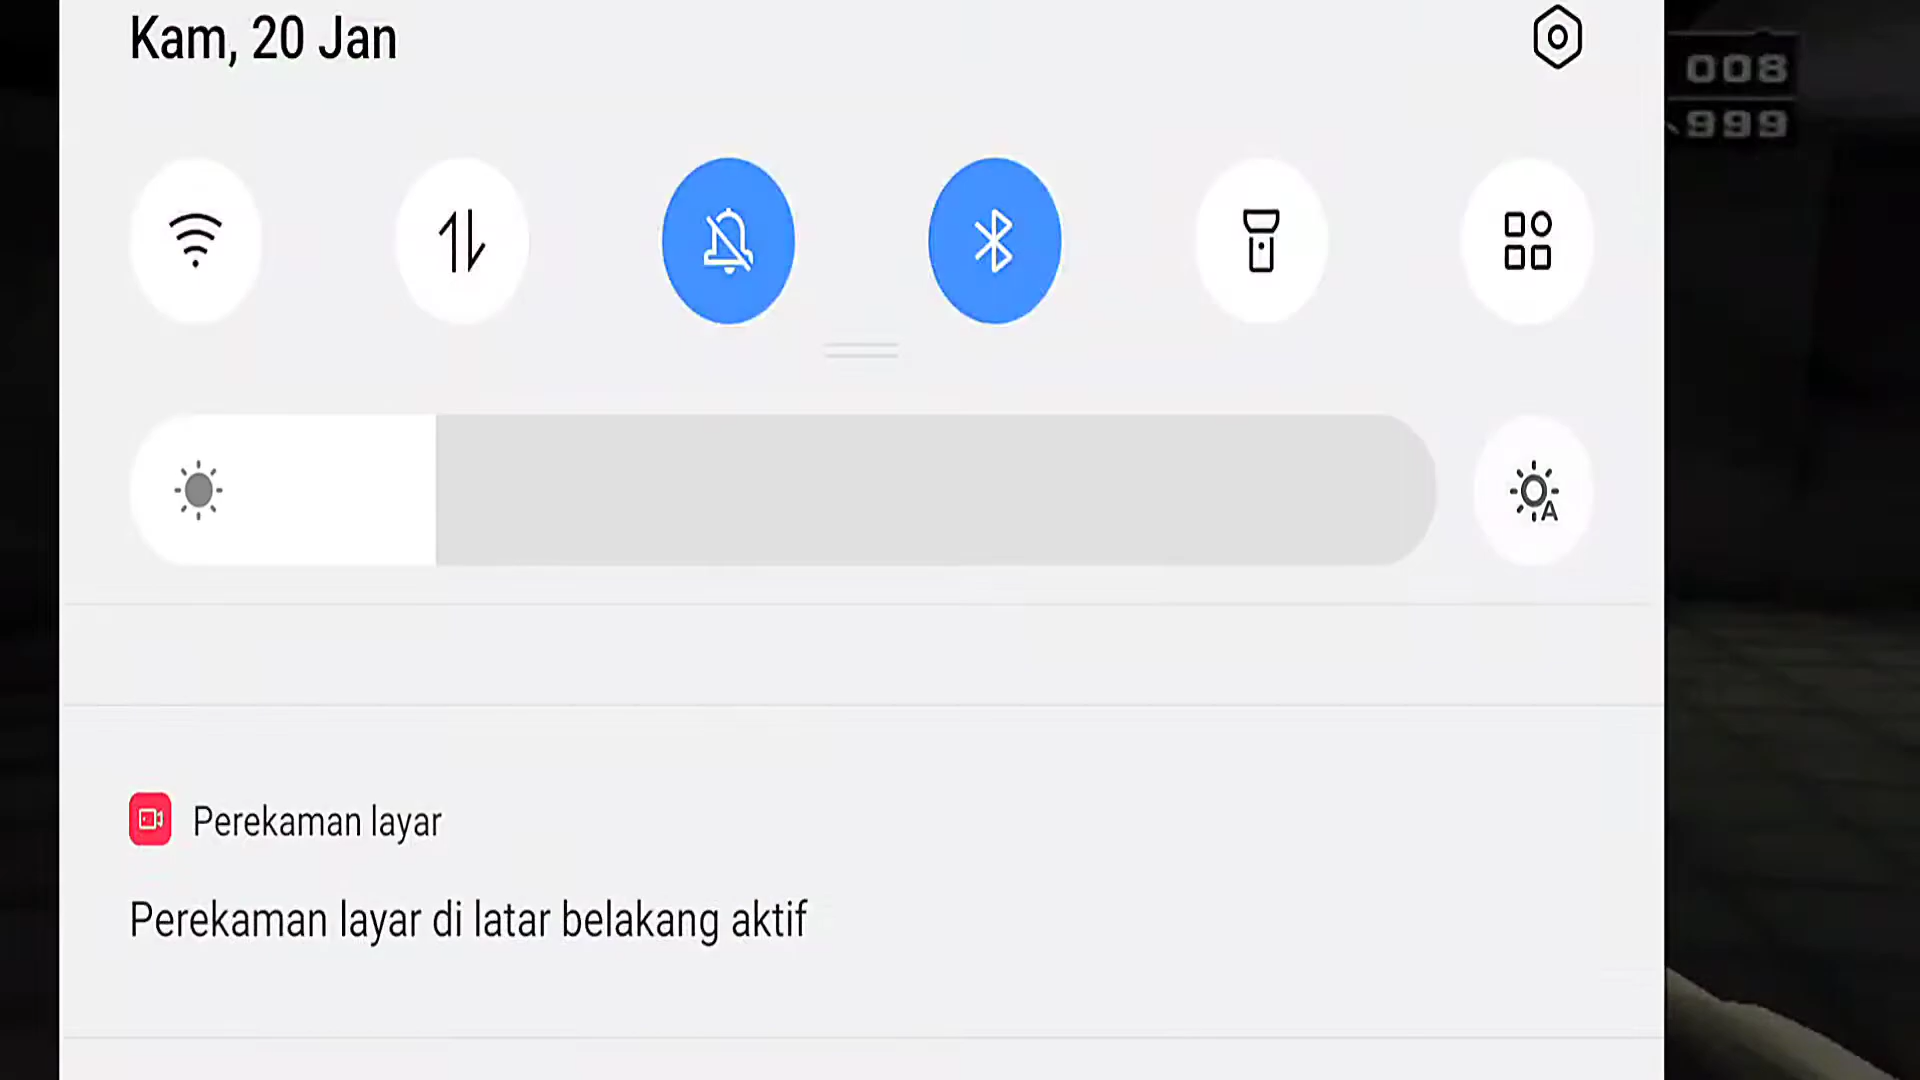 Kam, 20 Jan
008
999
A
Perekaman layar
Perekaman layar di latar belakang aktif